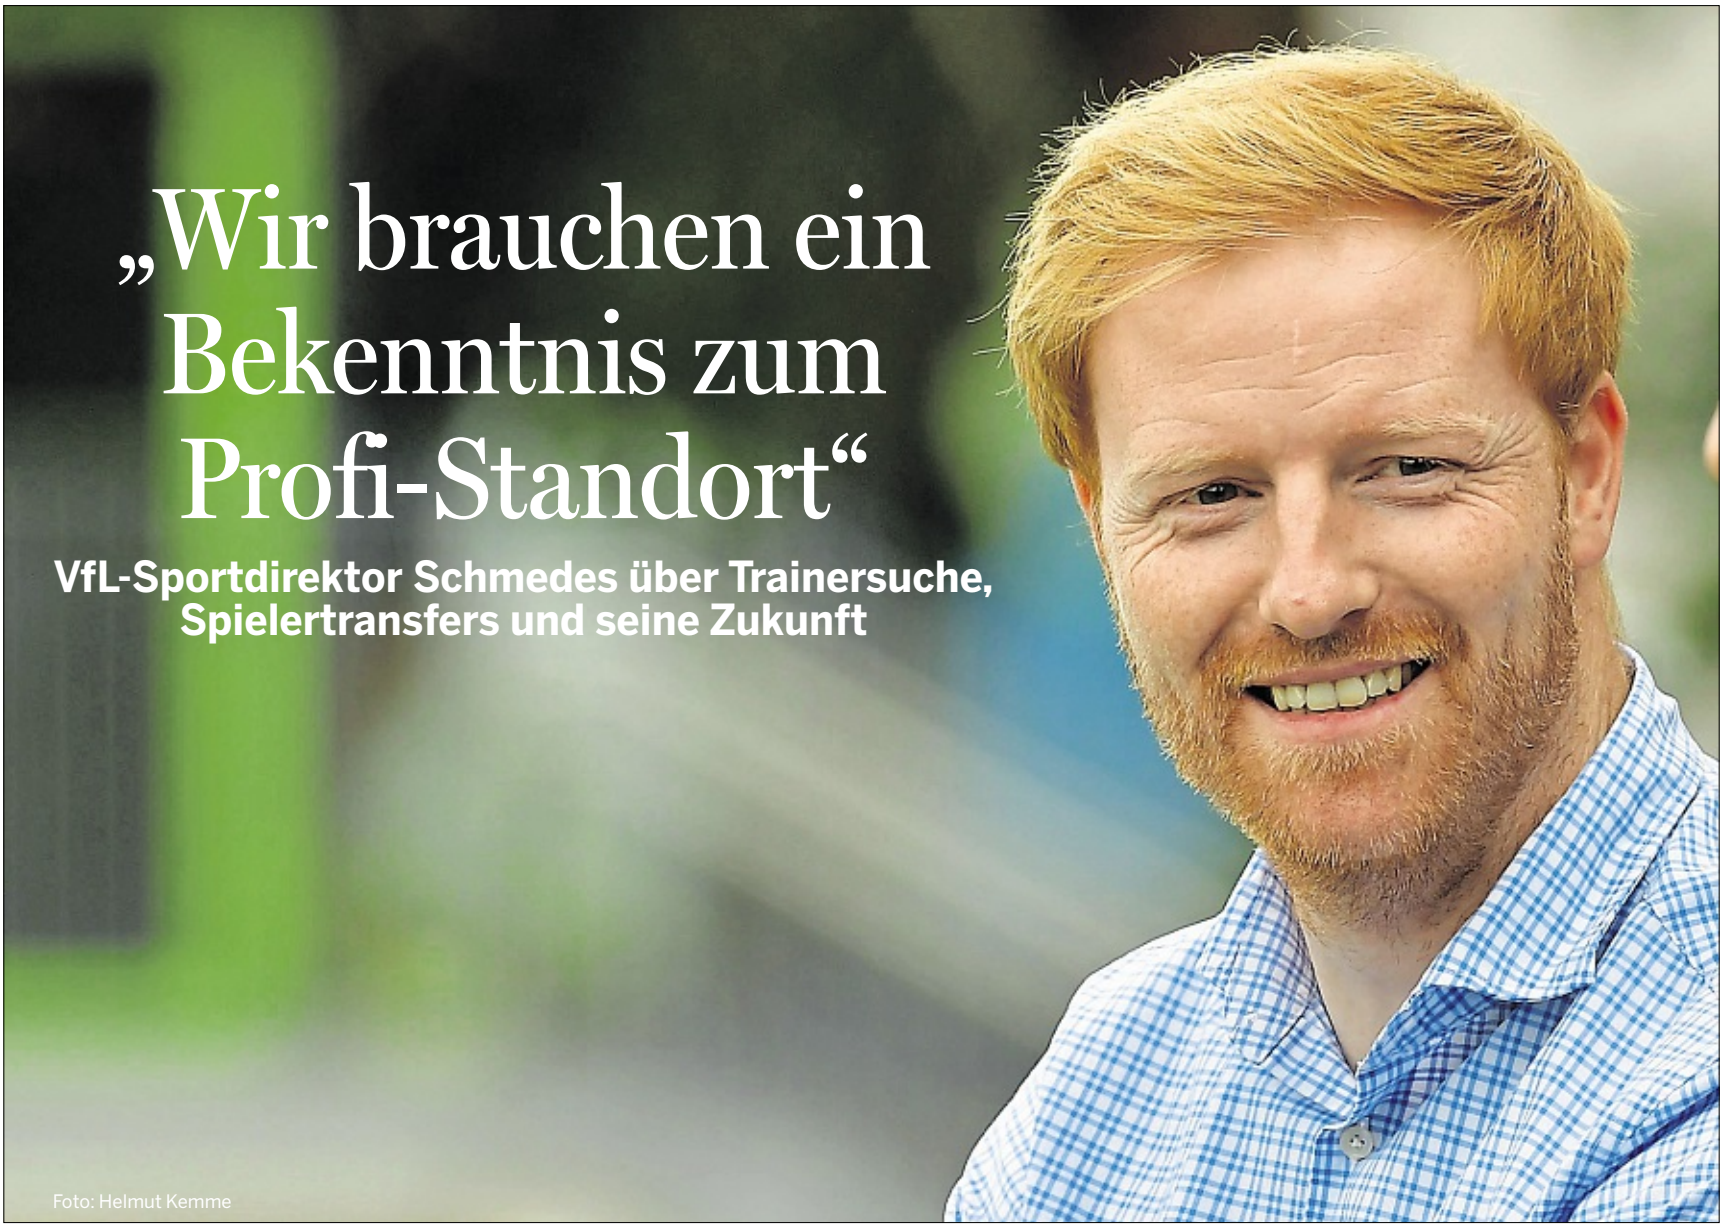 „Wir brauchen ein
Bekenntnis zum
Profi-Standort“
VfL-Sportdirektor Schmedes über Trainersuche,
Spielertransfers und seine Zukunft
Foto: Helmut Kemme